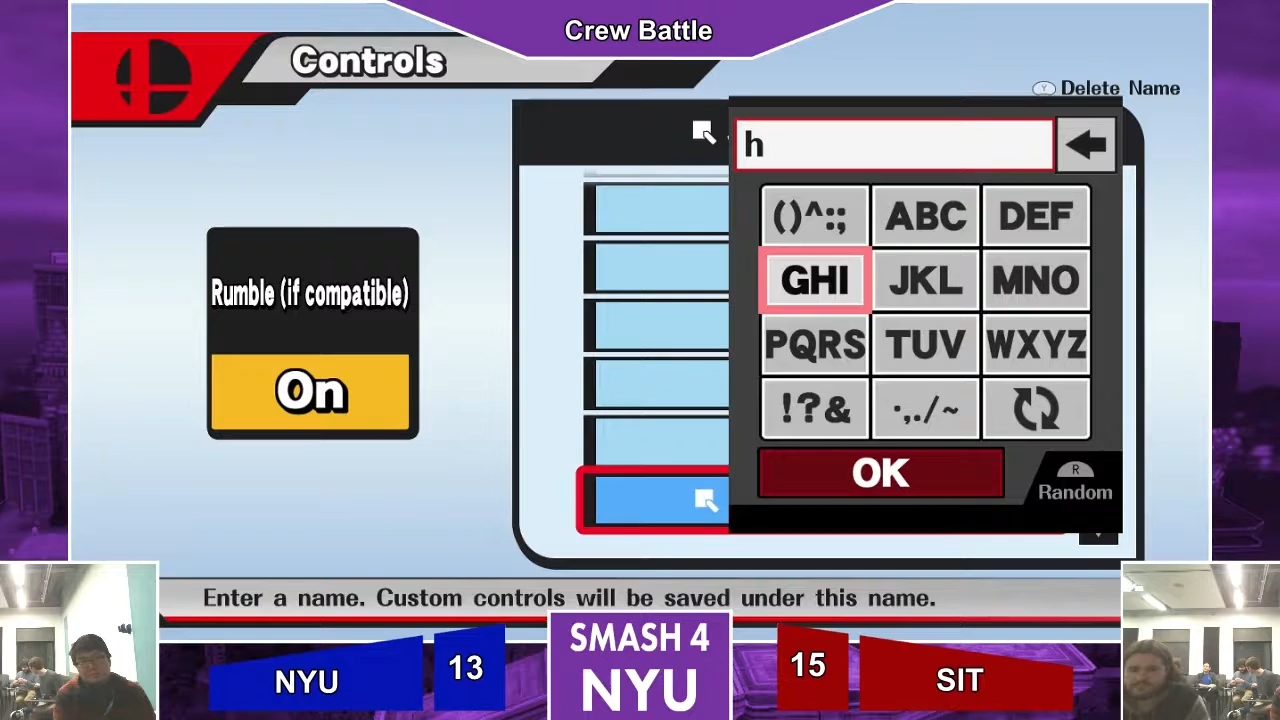 Crew Battle
Controls
Y Delete Name
h
()^:; ABC DEF
GHI JKL MNO
PQRS TUV WXYZ
!?& ·,./~
OK
R
Random
Rumble (if compatible)
On
Enter a name. Custom controls will be saved under this name.
NYU 13 SMASH 4 NYU 15 SIT